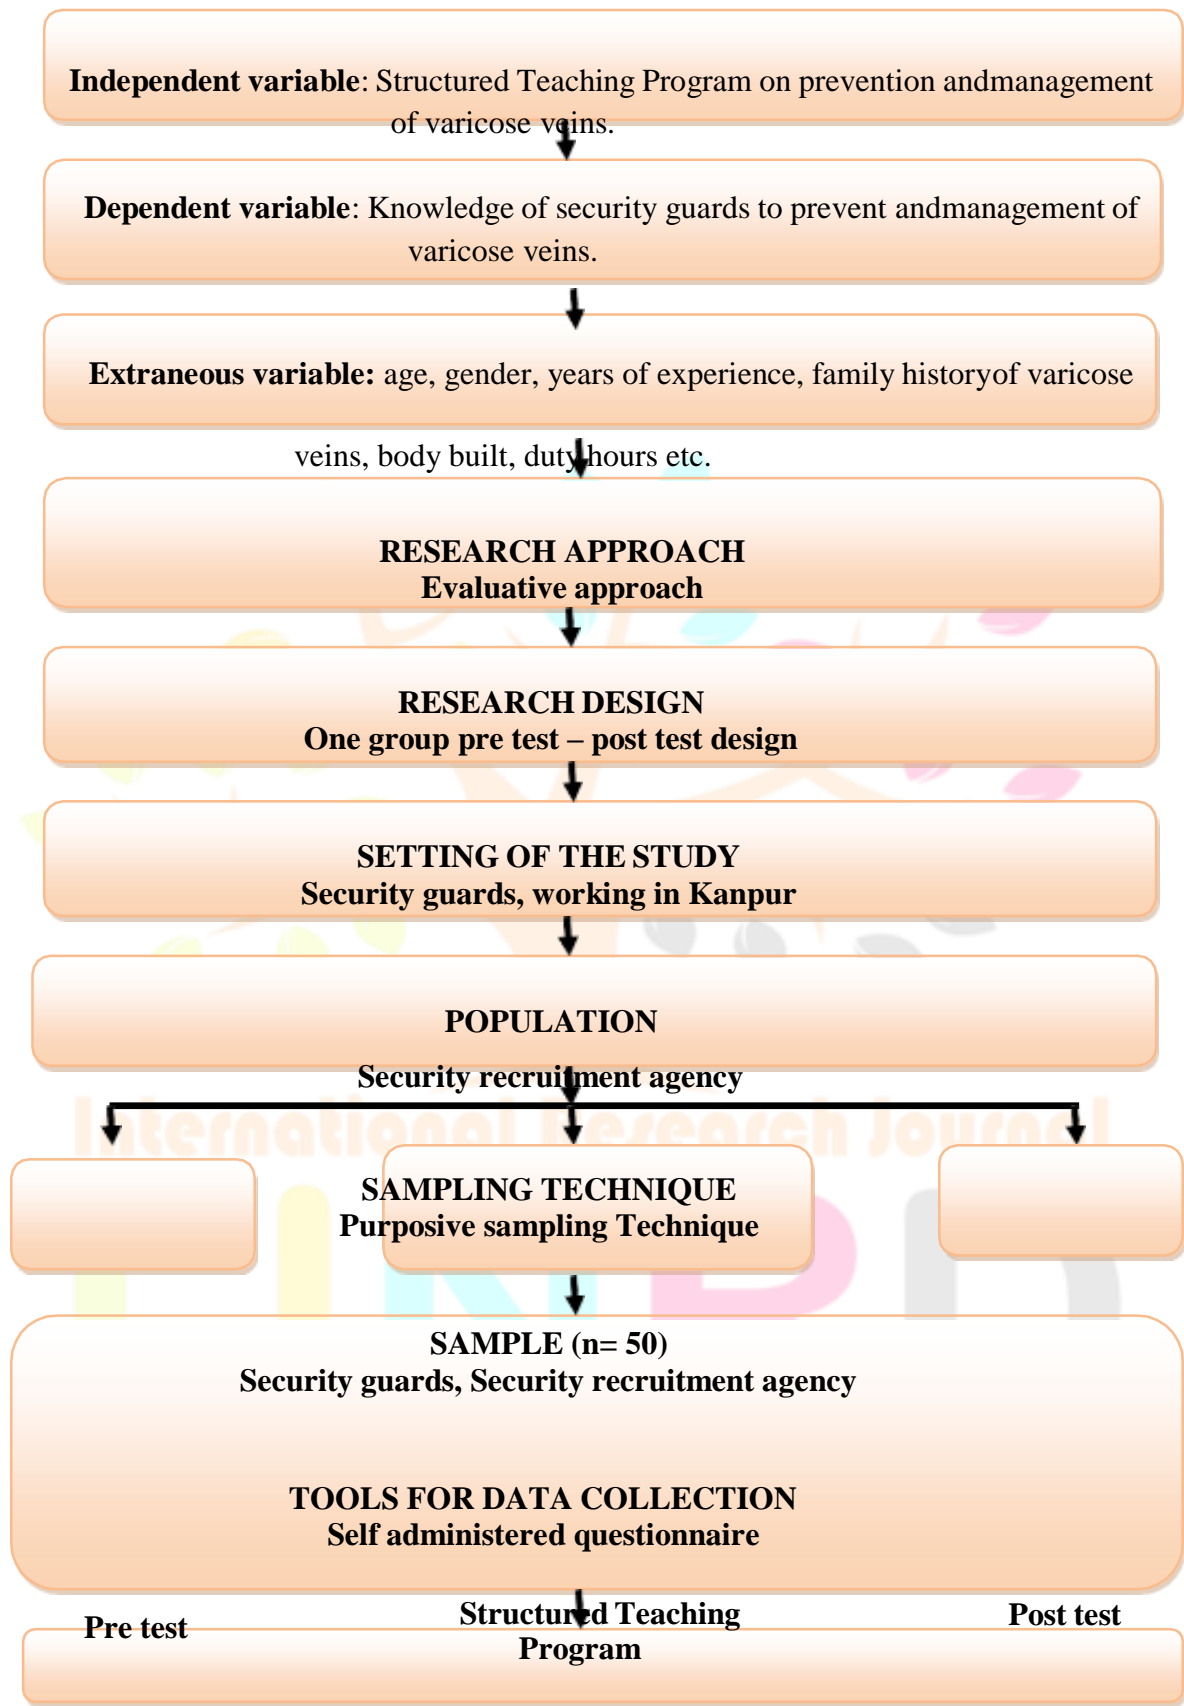 Independent variable: Structured Teaching Program on prevention andmanagement
of varicose veins.
Dependent variable: Knowledge of security guards to prevent andmanagement of
varicose veins.
Extraneous variable: age, gender, years of experience, family historyof varicose
veins, body built, duty hours etc.
RESEARCH APPROACH
Evaluative approach
RESEARCH DESIGN
One group pre test – post test design
SETTING OF THE STUDY
Security guards, working in Kanpur
POPULATION
Security recruitment agency
International Research Journal
SAMPLING TECHNIQUE
Purposive sampling Technique
SAMPLE (n= 50)
Security guards, Security recruitment agency
TOOLS FOR DATA COLLECTION
Self administered questionnaire
Pre test
Structured Teaching
Program
Post test